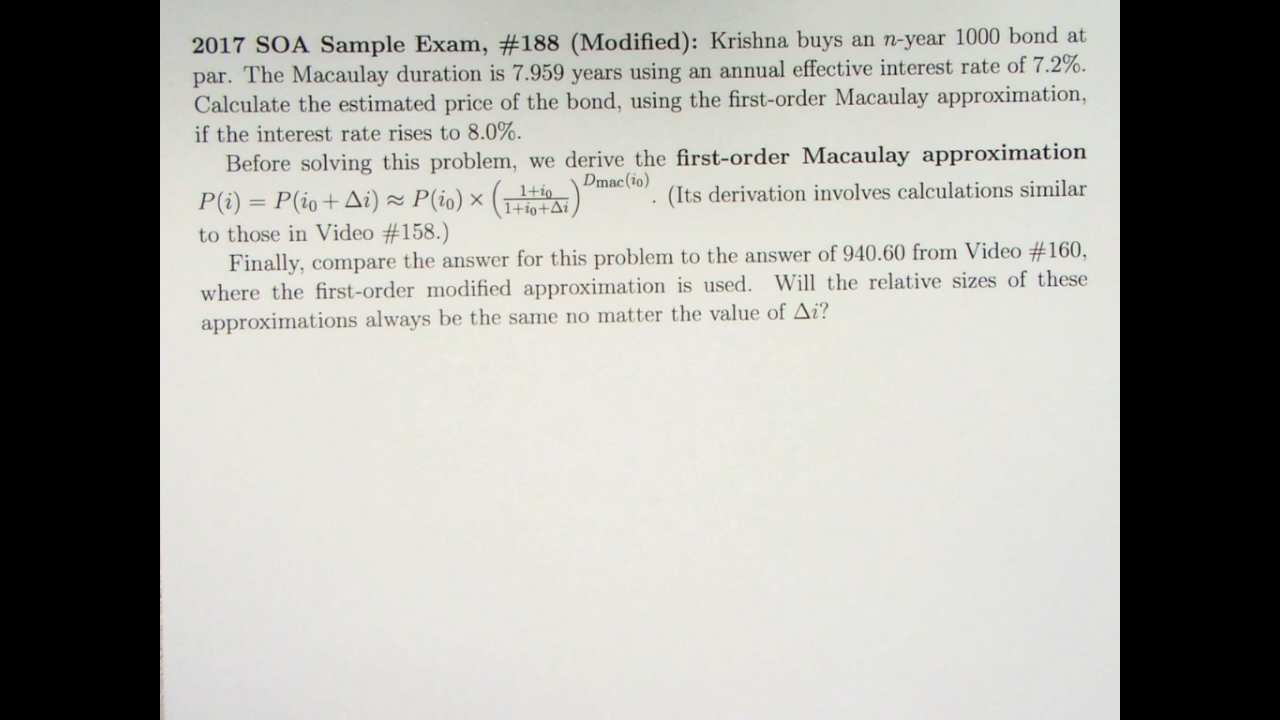 2017 SOA Sample Exam, #188 (Modified): Krishna buys an n-year 1000 bond at
par. The Macaulay duration is 7.959 years using an annual effective interest rate of 7.2%.
Calculate the estimated price of the bond, using the first-order Macaulay approximation,
if the interest rate rises to 8.0%.
Before solving this problem, we derive the first-order Macaulay approximation
P(i) = P(i₀ + Δi) ≈ P(i₀) × ((1+i₀)/(1+i₀+Δi))^Dmac(i₀). (Its derivation involves calculations similar
to those in Video #158.)
Finally, compare the answer for this problem to the answer of 940.60 from Video #160,
where the first-order modified approximation is used. Will the relative sizes of these
approximations always be the same no matter the value of Δi?